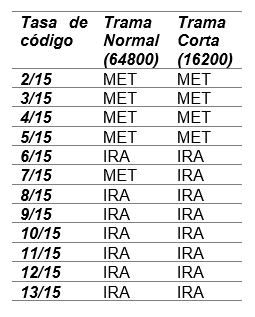 Tasa de Trama Trama
código Normal Corta
(64800) (16200)
2/15 MET MET
3/15 MET MET
4/15 MET MET
5/15 MET MET
6/15 IRA IRA
7/15 MET IRA
8/15 IRA IRA
9/15 IRA IRA
10/15 IRA IRA
11/15 IRA IRA
12/15 IRA IRA
13/15 IRA IRA